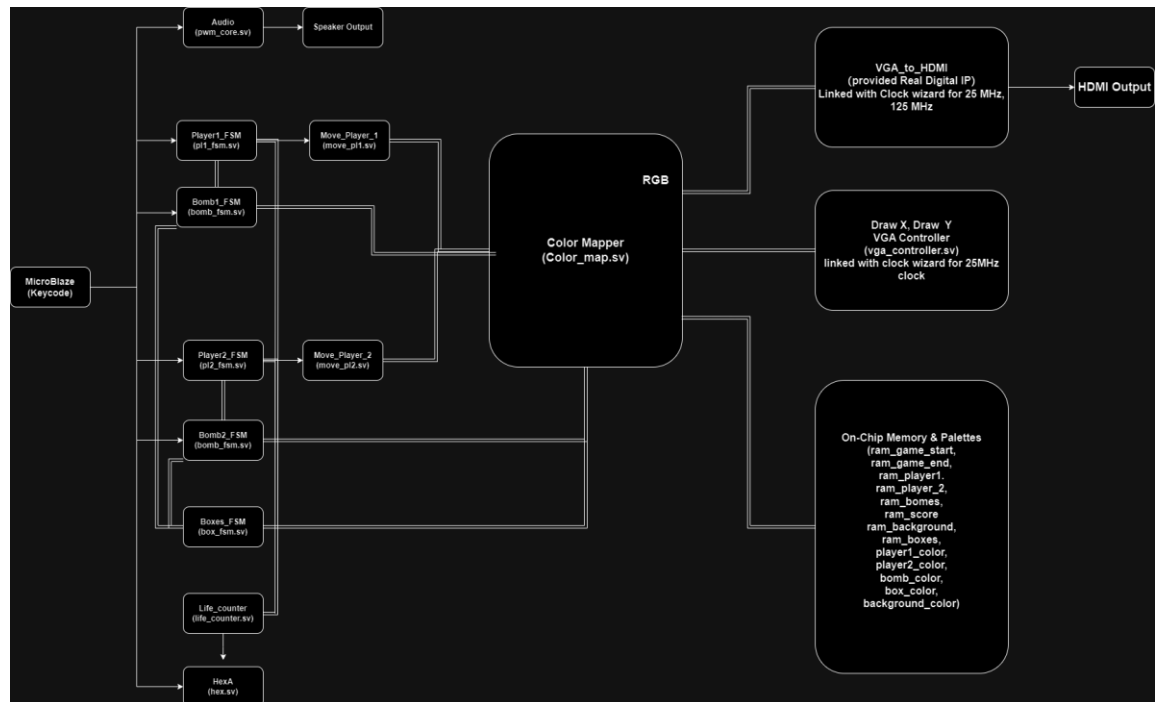 Audio
(pwm_core.sv)
Speaker Output
Player1_FSM
(pl1_fsm.sv)
Move_Player_1
(move_pl1.sv)
Bomb1_FSM
(bomb_fsm.sv)
MicroBlaze
(Keycode)
Player2_FSM
(pl2_fsm.sv)
Move_Player_2
(move_pl2.sv)
Bomb2_FSM
(bomb_fsm.sv)
Boxes_FSM
(box_fsm.sv)
Life_counter
(life_counter.sv)
HexA
(hex.sv)
RGB
Color Mapper
(Color_map.sv)
VGA_to_HDMI
(provided Real Digital IP)
Linked with Clock wizard for 25 MHz,
125 MHz
HDMI Output
Draw X, Draw Y
VGA Controller
(vga_controller.sv)
linked with clock wizard for 25MHz
clock
On-Chip Memory & Palettes
(ram_game_start,
ram_game_end,
ram_player1.
ram_player_2,
ram_bomes,
ram_score
ram_background,
ram_boxes,
player1_color,
player2_color,
bomb_color,
box_color,
background_color)